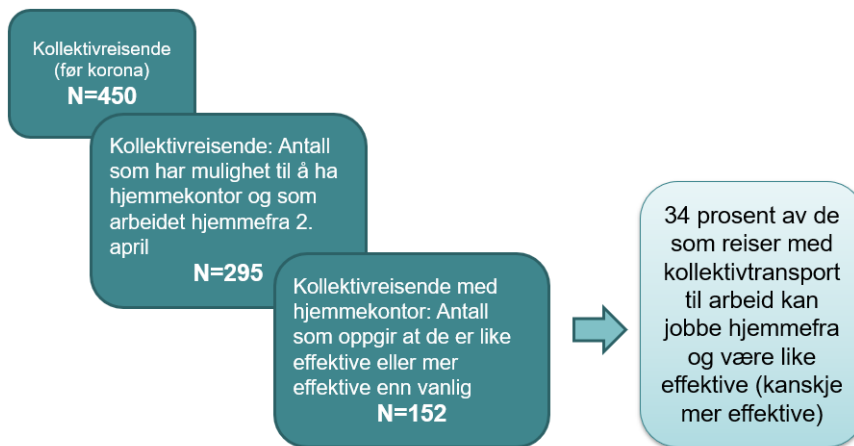 Kollektivreisende
(før korona)
N=450
Kollektivreisende: Antall
som har mulighet til å ha
hjemmekontor og som
arbeidet hjemmefra 2.
april
N=295
Kollektivreisende med
hjemmekontor: Antall
som oppgir at de er like
effektive eller mer
effektive enn vanlig
N=152
34 prosent av de
som reiser med
kollektivtransport
til arbeid kan
jobbe hjemmefra
og være like
effektive (kanskje
mer effektive)